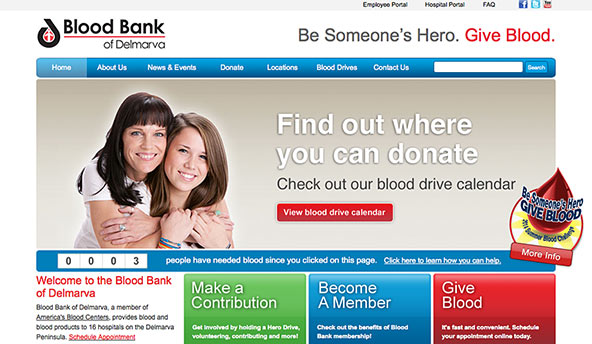 Employee Portal Hospital Portal FAQ
Blood Bank
of Delmarva
Be Someone's Hero. Give Blood.
Home About Us News & Events Donate Locations Blood Drives Contact Us Search
Find out where
you can donate
Check out our blood drive calendar
View blood drive calendar
Be Someone's Hero
GIVE BLOOD
2014 Summer Blood Challenge
More Info
0 0 0 3 people have needed blood since you clicked on this page. Click here to learn how you can help.
Welcome to the Blood Bank
of Delmarva
Blood Bank of Delmarva, a member of
America's Blood Centers, provides blood and
blood products to 16 hospitals on the Delmarva
Peninsula. Schedule Appointment
Make a
Contribution
Get involved by holding a Hero Drive,
volunteering, contributing and more!
Become
A Member
Check out the benefits of Blood
Bank membership!
Give
Blood
It's fast and convenient. Schedule
your appointment online today.